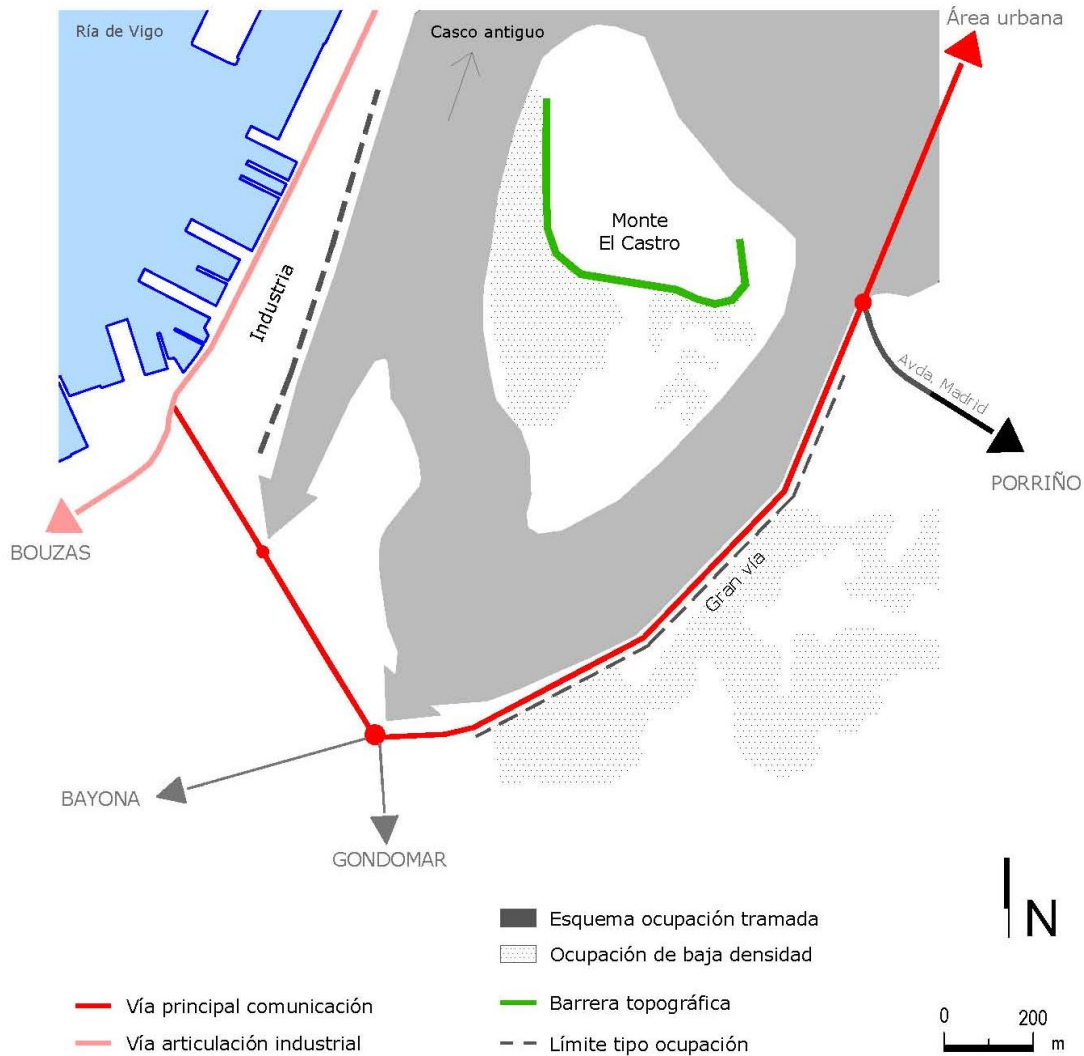 Ría de Vigo
Casco antiguo
Área urbana
Monte
El Castro
Industria
Avda. Madrid
PORRIÑO
BOUZAS
Gran vía
BAYONA
GONDOMAR
N
Esquema ocupación tramada
Ocupación de baja densidad
Vía principal comunicación
Barrera topográfica
Vía articulación industrial
Límite tipo ocupación
0 200
m